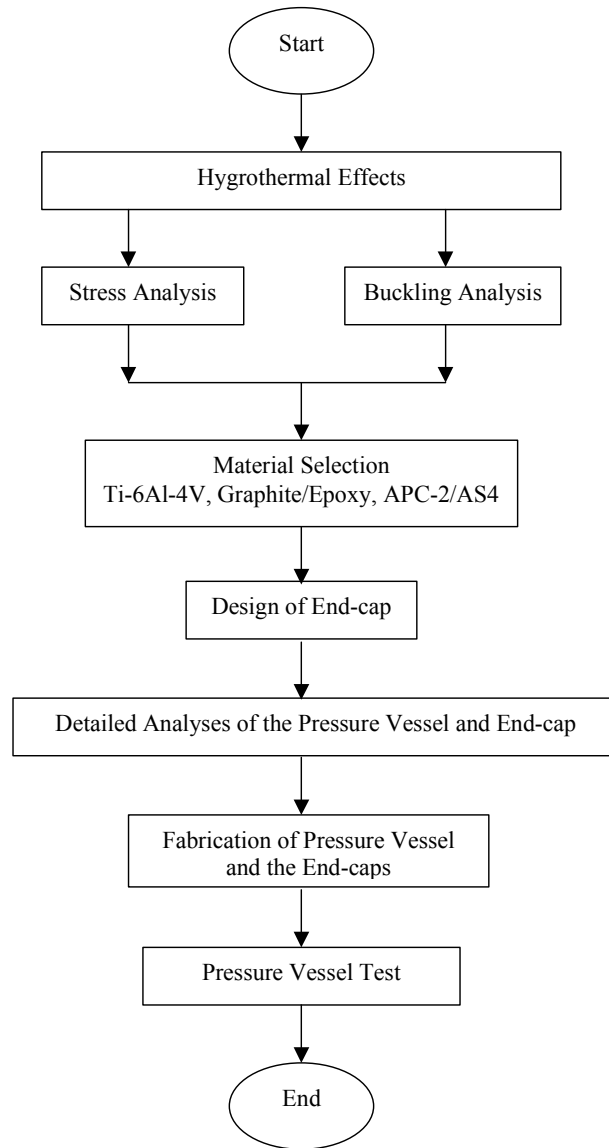 Start
Hygrothermal Effects
Stress Analysis
Buckling Analysis
Material Selection
Ti-6Al-4V, Graphite/Epoxy, APC-2/AS4
Design of End-cap
Detailed Analyses of the Pressure Vessel and End-cap
Fabrication of Pressure Vessel
and the End-caps
Pressure Vessel Test
End